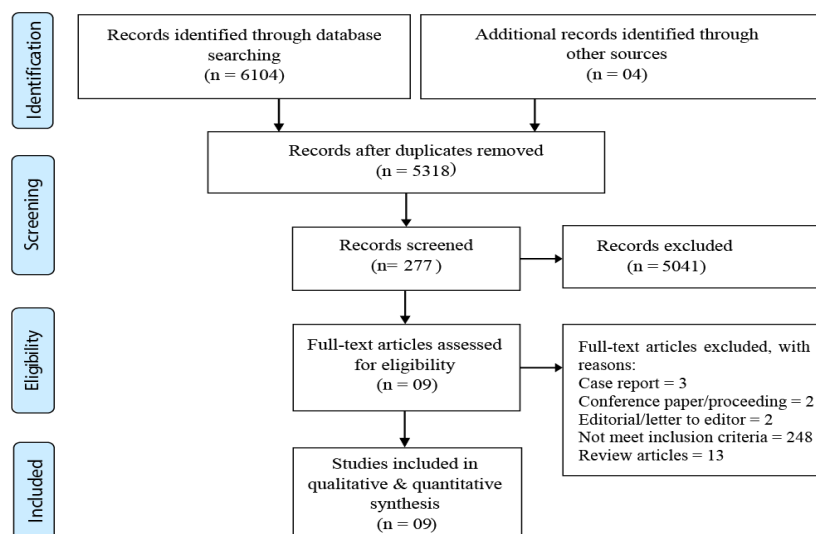 Identification
Records identified through database
searching
(n = 6104)
Additional records identified through
other sources
(n = 04)
Records after duplicates removed
(n = 5318)
Screening
Records screened
(n= 277 )
Records excluded
(n = 5041)
Eligibility
Full-text articles assessed
for eligibility
(n = 09)
Full-text articles excluded, with
reasons:
Case report = 3
Conference paper/proceeding = 2
Editorial/letter to editor = 2
Not meet inclusion criteria = 248
Review articles = 13
Included
Studies included in
qualitative & quantitative
synthesis
(n = 09)